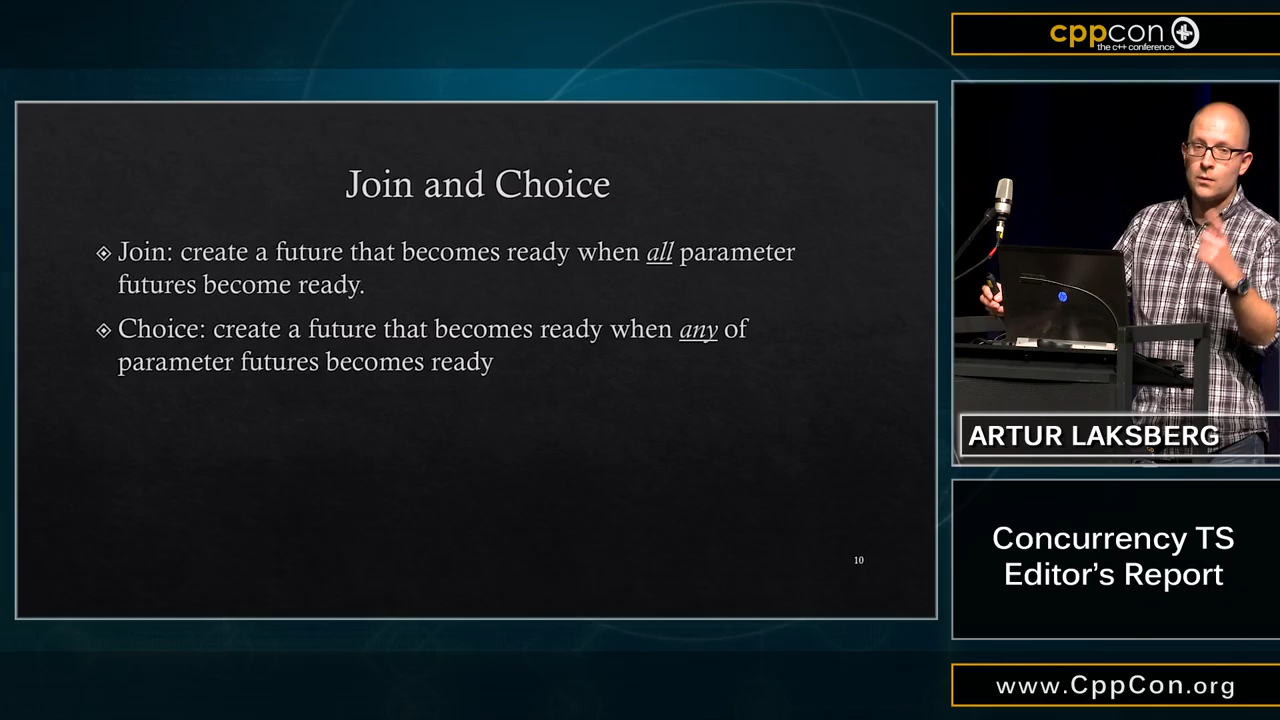 Join and Choice
Join: create a future that becomes ready when all parameter
futures become ready.
Choice: create a future that becomes ready when any of
parameter futures becomes ready
10
cppcon
the c++ conference
ARTUR LAKSBERG
Concurrency TS
Editor’s Report
www.CppCon.org